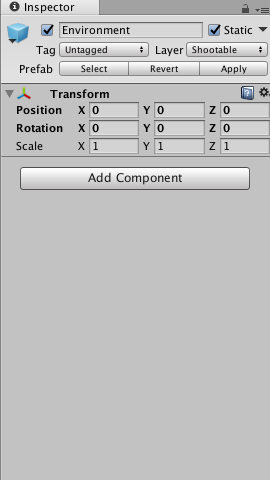 Inspector
Environment Static
Tag Untagged Layer Shootable
Prefab Select Revert Apply
Transform
Position X 0 Y 0 Z 0
Rotation X 0 Y 0 Z 0
Scale X 1 Y 1 Z 1
Add Component